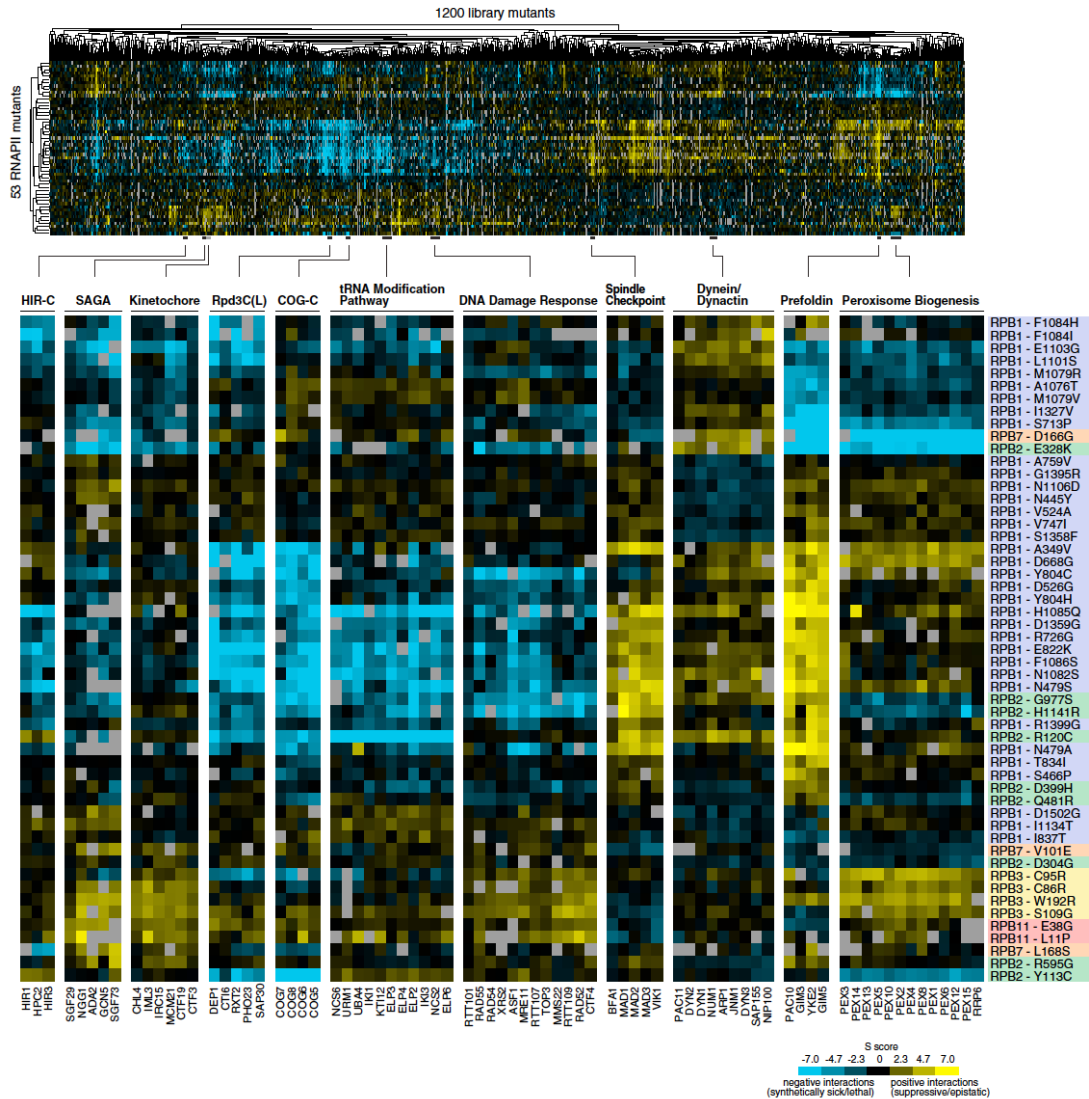 1200 library mutants
53 RNAPII mutants
HIR-C
SAGA
Kinetochore
Rpd3C(L)
COG-C
tRNA Modification
Pathway
DNA Damage Response
Spindle
Checkpoint
Dynein/
Dynactin
Prefoldin
Peroxisome Biogenesis
RPB1 - F1084H
RPB1 - F1084I
RPB1 - E1103G
RPB1 - L1101S
RPB1 - M1079R
RPB1 - A1076T
RPB1 - M1079V
RPB1 - I1327V
RPB1 - S713P
RPB7 - D166G
RPB2 - E328K
RPB1 - A759V
RPB1 - G1395R
RPB1 - N1106D
RPB1 - N445Y
RPB1 - V524A
RPB1 - V747I
RPB1 - S1358F
RPB1 - A349V
RPB1 - D668G
RPB1 - Y804C
RPB1 - D526G
RPB1 - Y804H
RPB1 - H1085Q
RPB1 - D1359G
RPB1 - R726G
RPB1 - E822K
RPB1 - F1086S
RPB1 - N1082S
RPB1 - N479S
RPB2 - G977S
RPB2 - H1141R
RPB1 - R1399G
RPB2 - R120C
RPB1 - N479A
RPB1 - T834I
RPB1 - S466P
RPB2 - D399H
RPB2 - Q481R
RPB1 - D1502G
RPB1 - I1134T
RPB1 - I837T
RPB7 - V101E
RPB2 - D304G
RPB3 - C95R
RPB3 - C86R
RPB3 - W192R
RPB3 - S109G
RPB11 - E38G
RPB11 - L11P
RPB7 - L168S
RPB2 - R595G
RPB2 - Y113C
HIR1
HPC2
HIR3
SGF29
NGG1
ADA2
GCN5
SGF73
CHL4
IML3
IRC15
MCM21
CTF19
CTF3
DEP1
CTI6
RXT2
PHO23
SAP30
COG7
COG8
COG6
COG5
NCS6
URM1
UBA4
IKI1
KTI12
ELP3
ELP4
ELP2
IKI3
NCS2
ELP6
RTT101
RAD55
RAD54
XRS2
ASF1
MRE11
RTT107
TOP3
MMS22
RTT109
RAD52
CTF4
BFA1
MAD1
MAD2
MAD3
VIK1
PAC11
DYN2
DYN1
NUM1
ARP1
JNM1
DYN3
SAP155
NIP100
PAC10
GIM3
YKE2
GIM5
PEX3
PEX14
PEX13
PEX5
PEX10
PEX2
PEX4
PEX8
PEX1
PEX6
PEX12
PEX15
RRP6
S score
-7.0 -4.7 -2.3 0 2.3 4.7 7.0
negative interactions
(synthetically sick/lethal)
positive interactions
(suppressive/epistatic)